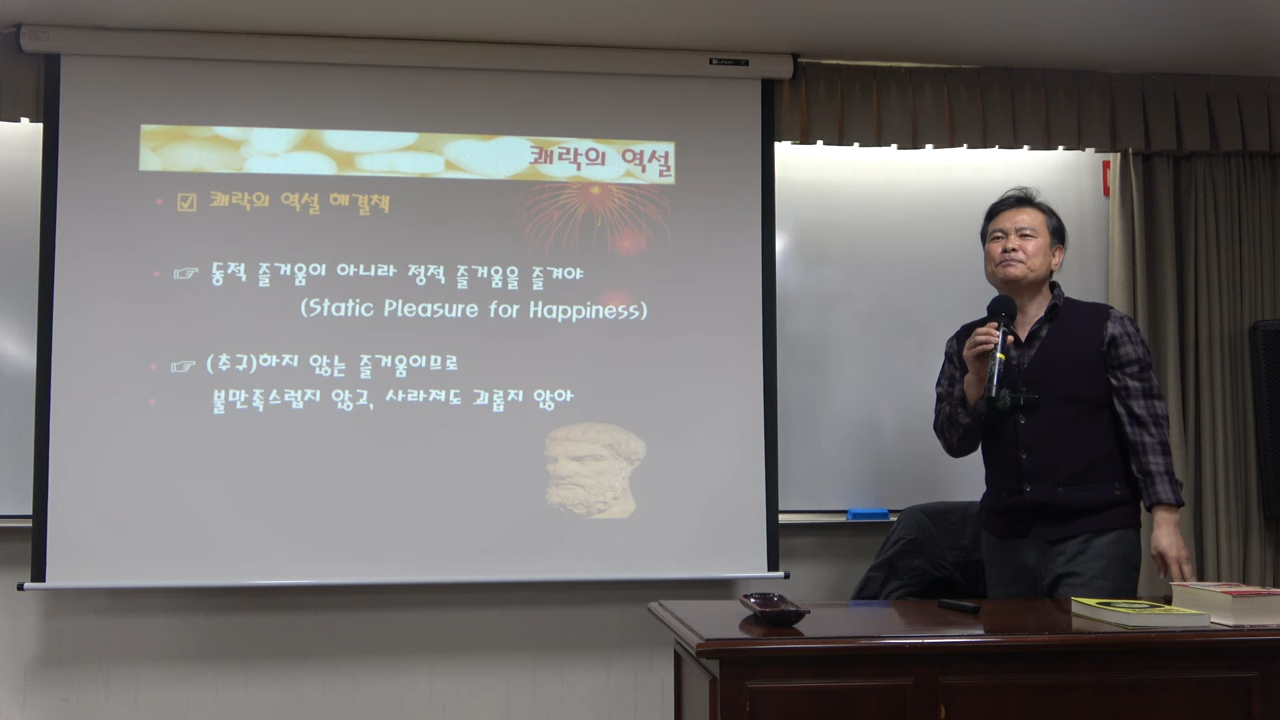 쾌락의 역설
☑ 쾌락의 역설 해결책
☞ 동적 즐거움이 아니라 정적 즐거움을 즐겨야
(Static Pleasure for Happiness)
☞ (추구)하지 않는 즐거움이므로
불만족스럽지 않고, 사라져도 괴롭지 않아